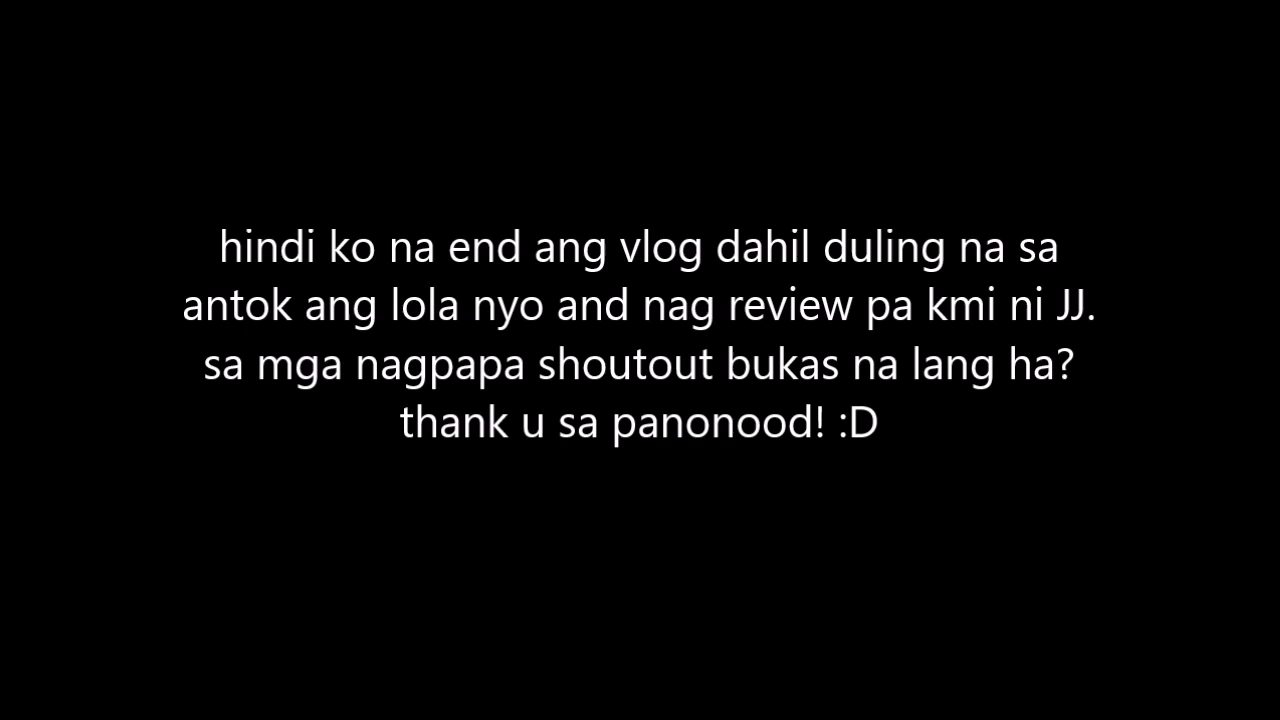 hindi ko na end ang vlog dahil duling na sa
antok ang lola nyo and nag review pa kmi ni JJ.
sa mga nagpapa shoutout bukas na lang ha?
thank u sa panonood! :D